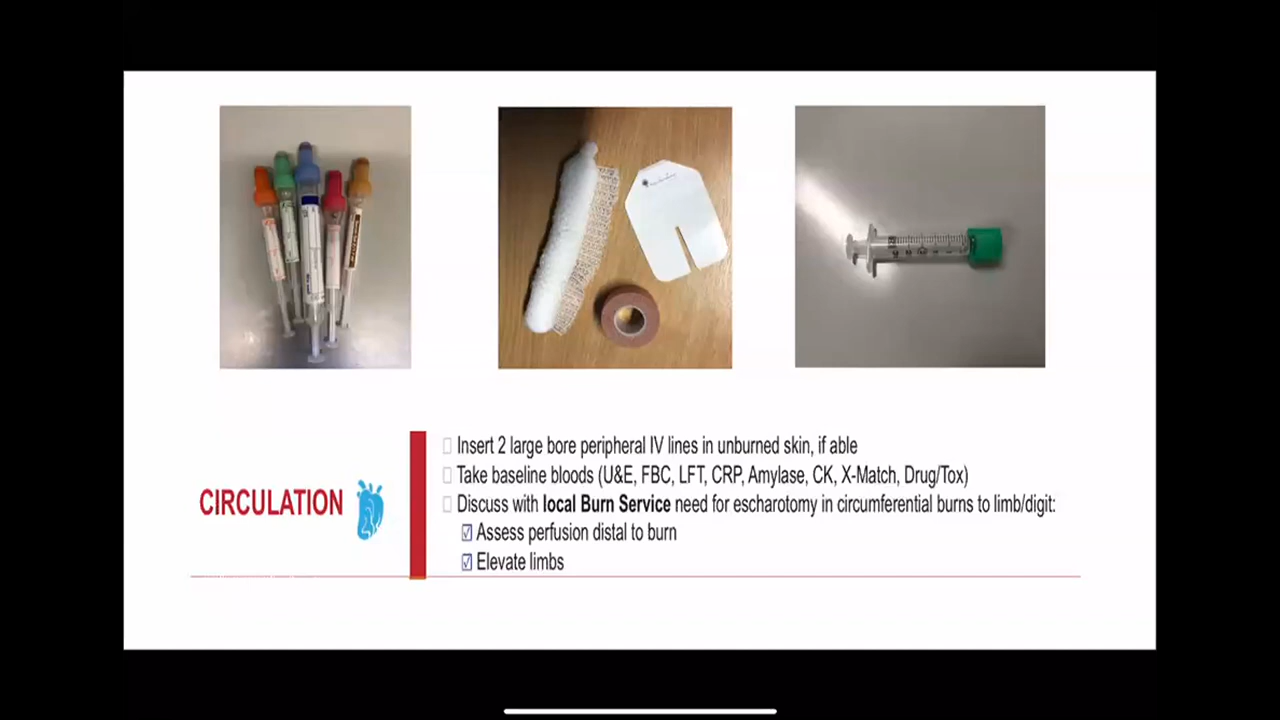 CIRCULATION
Insert 2 large bore peripheral IV lines in unburned skin, if able
Take baseline bloods (U&E, FBC, LFT, CRP, Amylase, CK, X-Match, Drug/Tox)
Discuss with local Burn Service need for escharotomy in circumferential burns to limb/digit:
Assess perfusion distal to burn
Elevate limbs